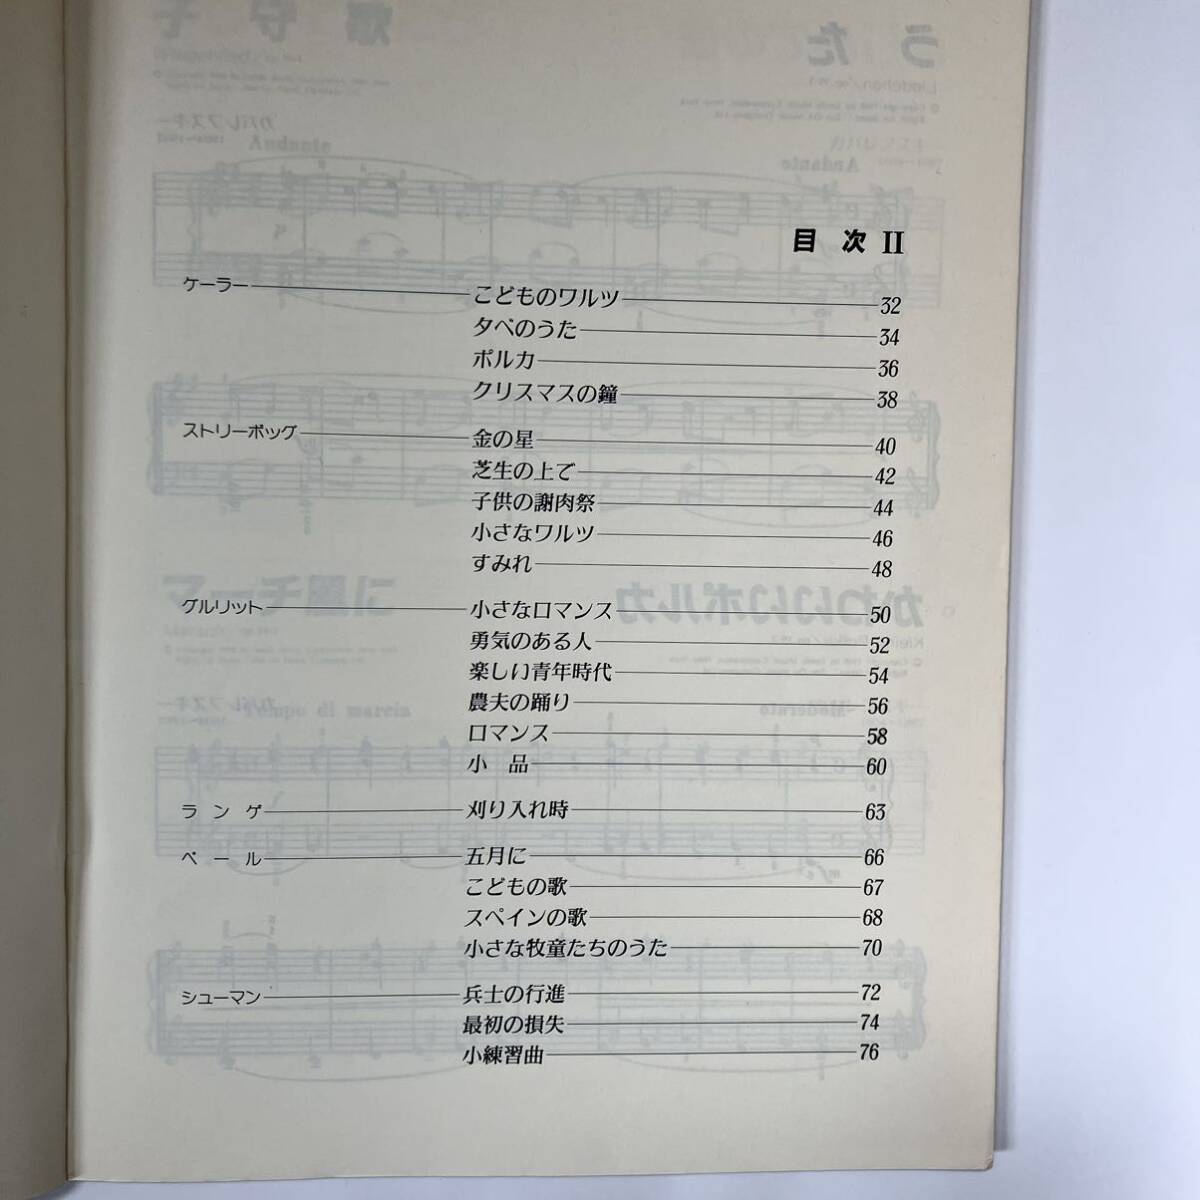 目次 II
ケーラー こどものワルツ 32
夕べのうた 34
ポルカ 36
クリスマスの鐘 38
ストリーボッグ 金の星 40
芝生の上で 42
子供の謝肉祭 44
小さなワルツ 46
すみれ 48
グルリット 小さなロマンス 50
勇気のある人 52
楽しい青年時代 54
農夫の踊り 56
ロマンス 58
小品 60
ランゲ 刈り入れ時 63
ベール 五月に 66
こどもの歌 67
スペインの歌 68
小さな牧童たちのうた 70
シューマン 兵士の行進 72
最初の損失 74
小練習曲 76